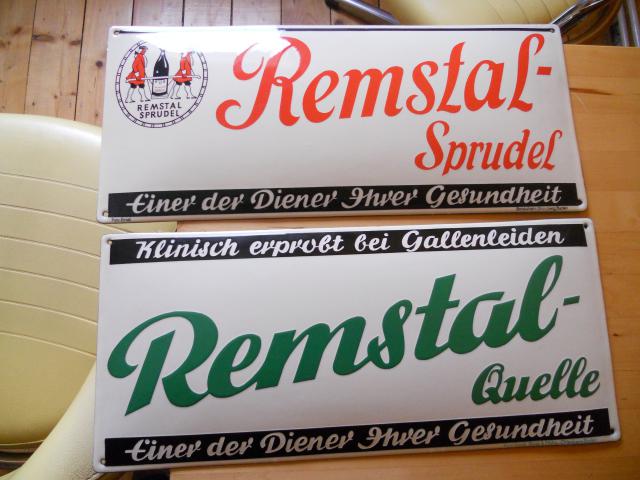 REMSTAL
SPRUDEL
Remstal-
Sprudel
Einer der Diener Ihrer Gesundheit
Klinisch erprobt bei Gallenleiden
Remstal-
Quelle
Einer der Diener Ihrer Gesundheit